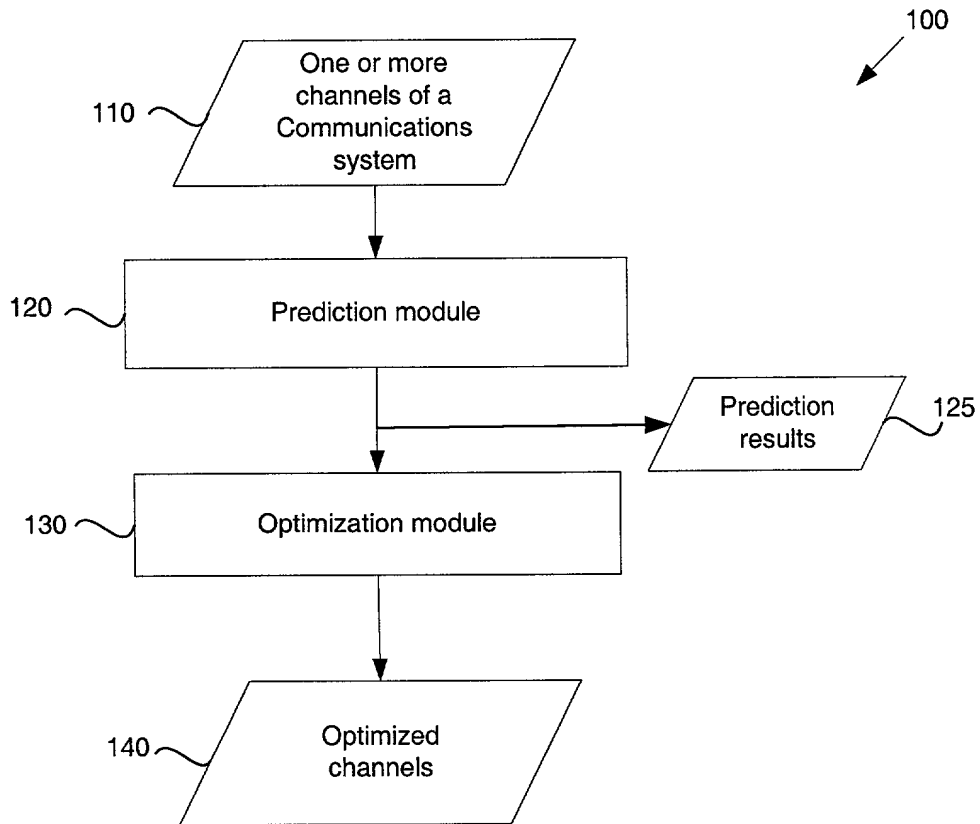 100
One or more
channels of a
Communications
system
110
Prediction module
120
Prediction
results
125
Optimization module
130
Optimized
channels
140